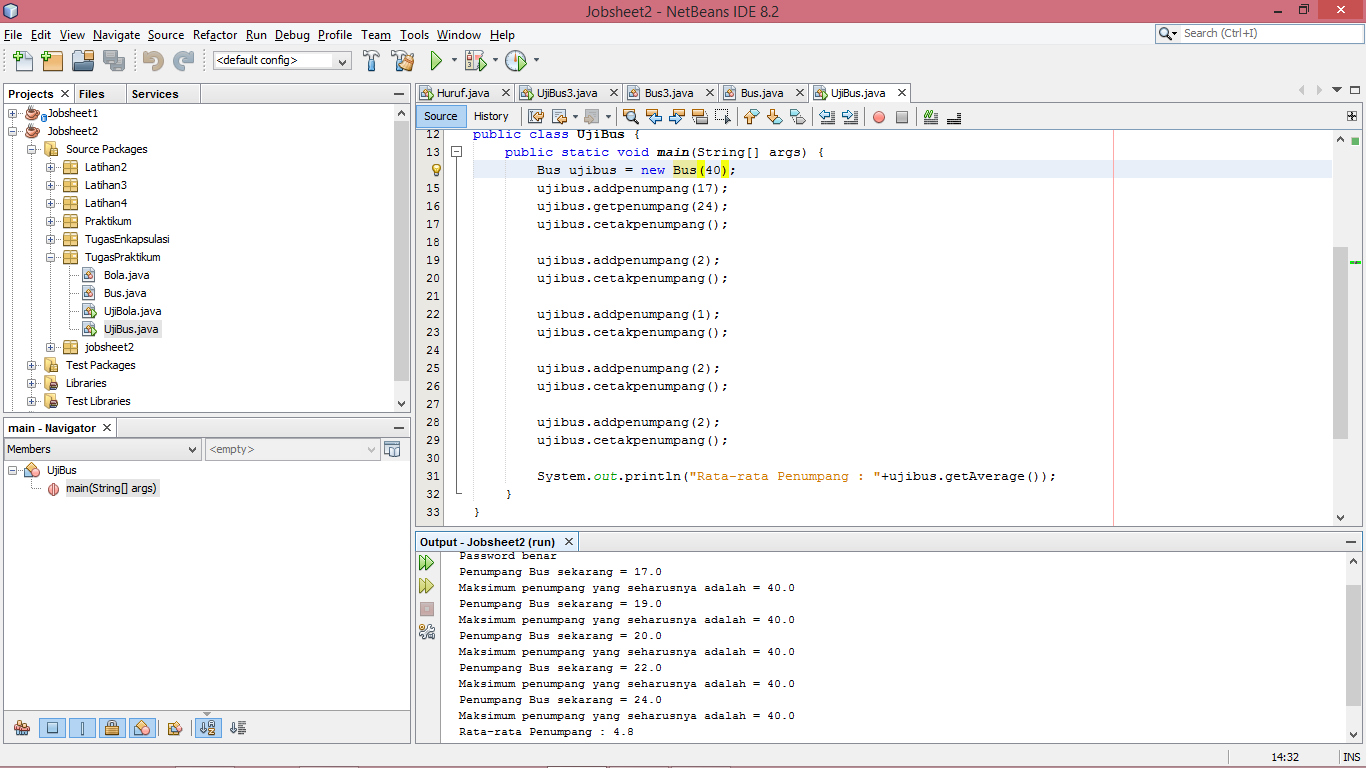 Jobsheet2 - NetBeans IDE 8.2
File Edit View Navigate Source Refactor Run Debug Profile Team Tools Window Help
Search (Ctrl+I)
<default config>
Projects Files Services
Jobsheet1
Jobsheet2
Source Packages
Latihan2
Latihan3
Latihan4
Praktikum
TugasEnkapsulasi
TugasPraktikum
Bola.java
Bus.java
UjiBola.java
UjiBus.java
jobsheet2
Test Packages
Libraries
Test Libraries
main - Navigator
Members <empty>
UjiBus
main(String[] args)
Huruf.java UjiBus3.java Bus3.java Bus.java UjiBus.java
Source History
12 public class UjiBus {
13 public static void main(String[] args) {
Bus ujibus = new Bus(40);
15 ujibus.addpenumpang(17);
16 ujibus.getpenumpang(24);
17 ujibus.cetakpenumpang();
18
19 ujibus.addpenumpang(2);
20 ujibus.cetakpenumpang();
21
22 ujibus.addpenumpang(1);
23 ujibus.cetakpenumpang();
24
25 ujibus.addpenumpang(2);
26 ujibus.cetakpenumpang();
27
28 ujibus.addpenumpang(2);
29 ujibus.cetakpenumpang();
30
31 System.out.println("Rata-rata Penumpang : "+ujibus.getAverage());
32 }
33 }
Output - Jobsheet2 (run)
Password benar
Penumpang Bus sekarang = 17.0
Maksimum penumpang yang seharusnya adalah = 40.0
Penumpang Bus sekarang = 19.0
Maksimum penumpang yang seharusnya adalah = 40.0
Penumpang Bus sekarang = 20.0
Maksimum penumpang yang seharusnya adalah = 40.0
Penumpang Bus sekarang = 22.0
Maksimum penumpang yang seharusnya adalah = 40.0
Penumpang Bus sekarang = 24.0
Maksimum penumpang yang seharusnya adalah = 40.0
Rata-rata Penumpang : 4.8
14:32 INS